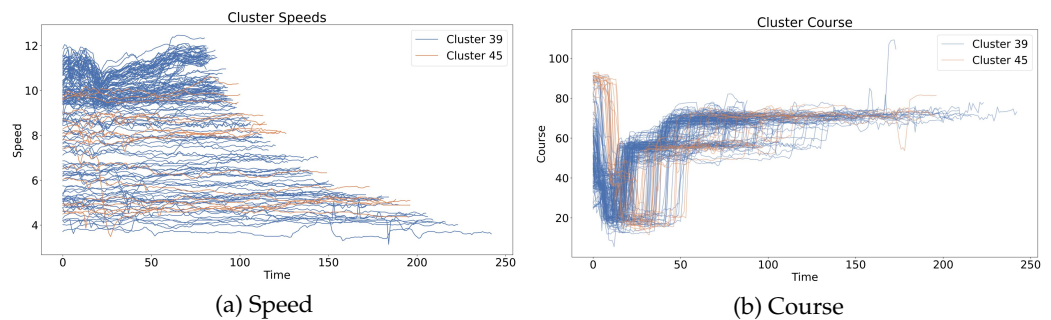 Cluster Speeds
Cluster 39
Cluster 45
12
10
8
6
4
Speed
0 50 100 150 200 250
Time
(a) Speed
Cluster Course
Cluster 39
Cluster 45
100
80
60
40
20
Course
0 50 100 150 200 250
Time
(b) Course